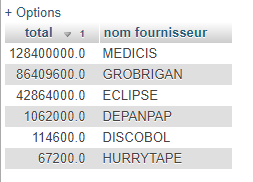 + Options
total 1 nom fournisseur
128400000.0 MEDICIS
86409600.0 GROBRIGAN
42864000.0 ECLIPSE
1062000.0 DEPANPAP
114600.0 DISCOBOL
67200.0 HURRYTAPE